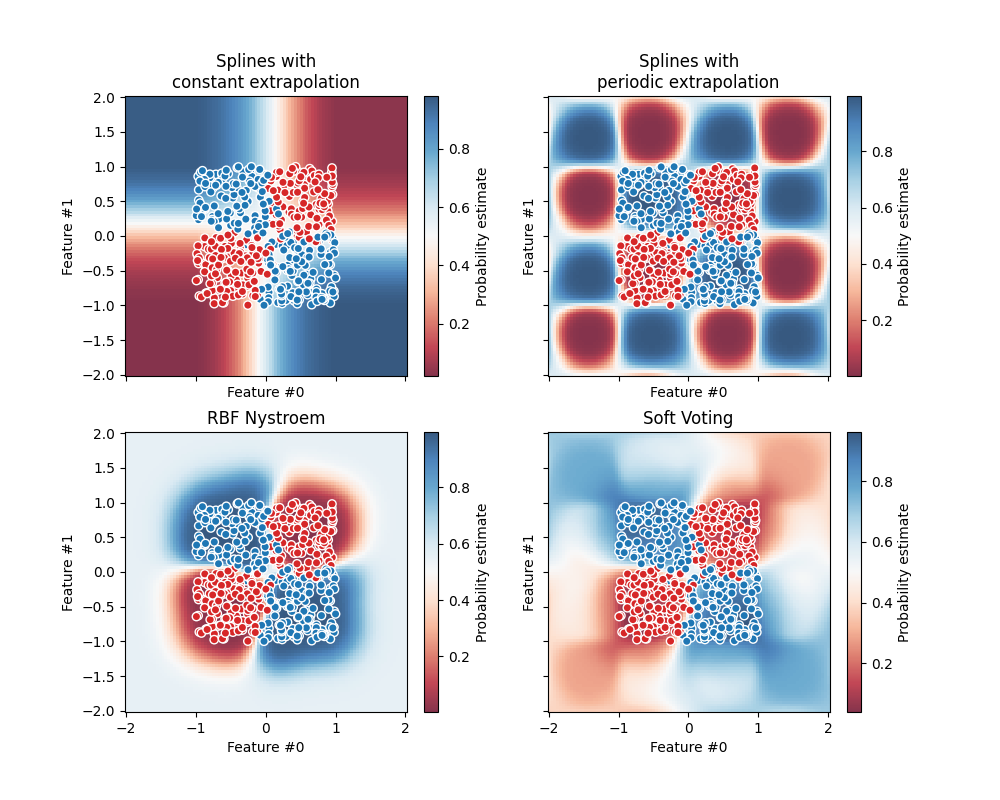 Splines with
constant extrapolation
2.0
1.5
1.0
0.5
0.0
−0.5
−1.0
−1.5
−2.0
Feature #1
Feature #0
0.8
0.6
0.4
0.2
Probability estimate
Splines with
periodic extrapolation
Feature #1
Feature #0
0.8
0.6
0.4
0.2
Probability estimate
RBF Nystroem
2.0
1.5
1.0
0.5
0.0
−0.5
−1.0
−1.5
−2.0
Feature #1
−2 −1 0 1 2
Feature #0
0.8
0.6
0.4
0.2
Probability estimate
Soft Voting
Feature #1
−2 −1 0 1 2
Feature #0
0.8
0.6
0.4
0.2
Probability estimate